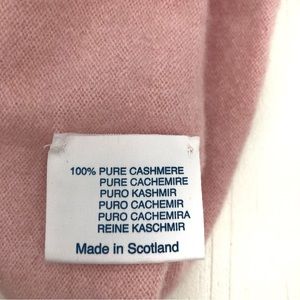 100% PURE CASHMERE
PURE CACHEMIRE
PURO KASHMIR
PURO CACHEMIR
PURO CACHEMIRA
REINE KASCHMIR
Made in Scotland